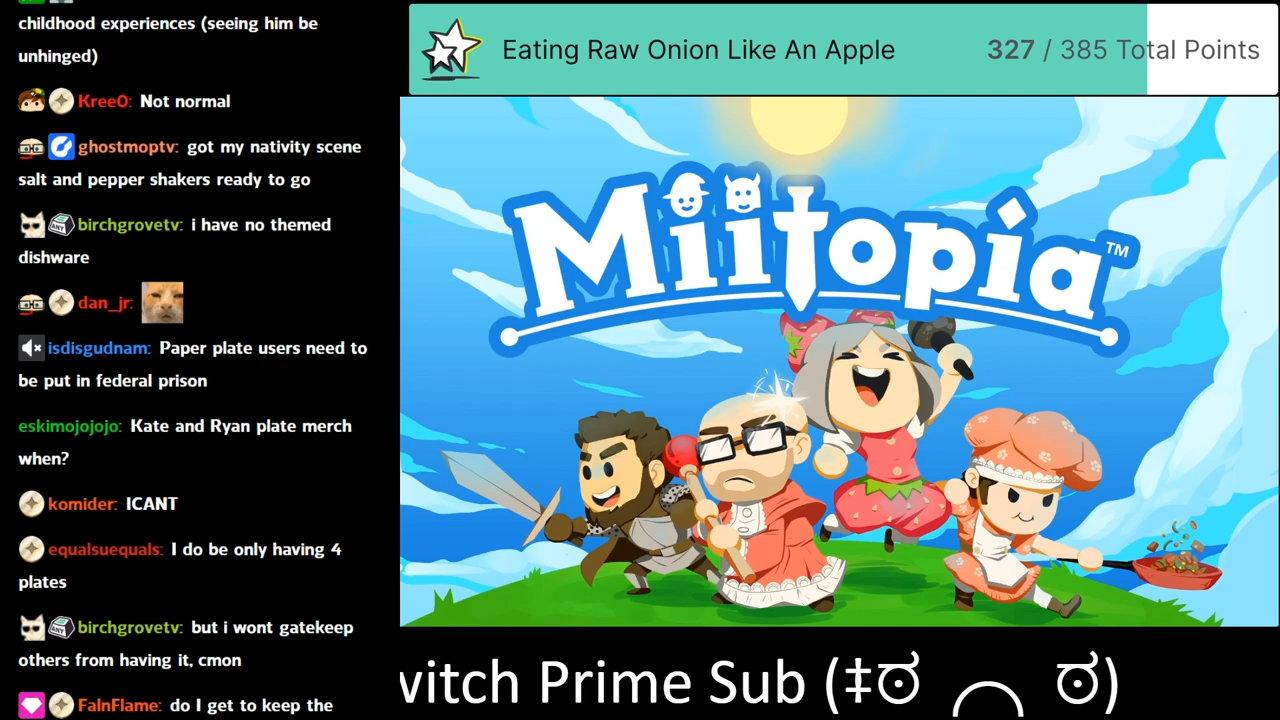 childhood experiences (seeing him be
unhinged)
KreeO: Not normal
ghostmoptv: got my nativity scene
salt and pepper shakers ready to go
birchgrovetv: i have no themed
dishware
dan_jr:
isdisgudnam: Paper plate users need to
be put in federal prison
eskimojojojo: Kate and Ryan plate merch
when?
komider: ICANT
equalsuequals: I do be only having 4
plates
birchgrovetv: but i wont gatekeep
others from having it, cmon
FalnFlame: do I get to keep the
Eating Raw Onion Like An Apple 327 / 385 Total Points
Miitopia™
witch Prime Sub (‡ಠ ︵ ಠ)